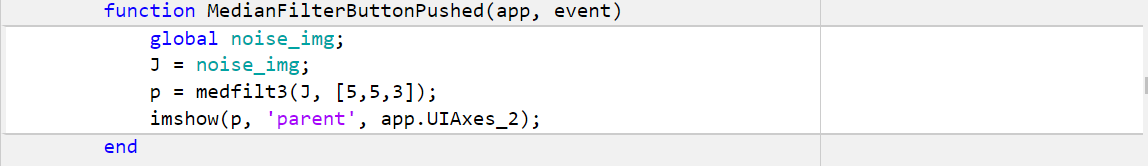 function MedianFilterButtonPushed(app, event)
global noise_img;
J = noise_img;
p = medfilt3(J, [5,5,3]);
imshow(p, 'parent', app.UIAxes_2);
end